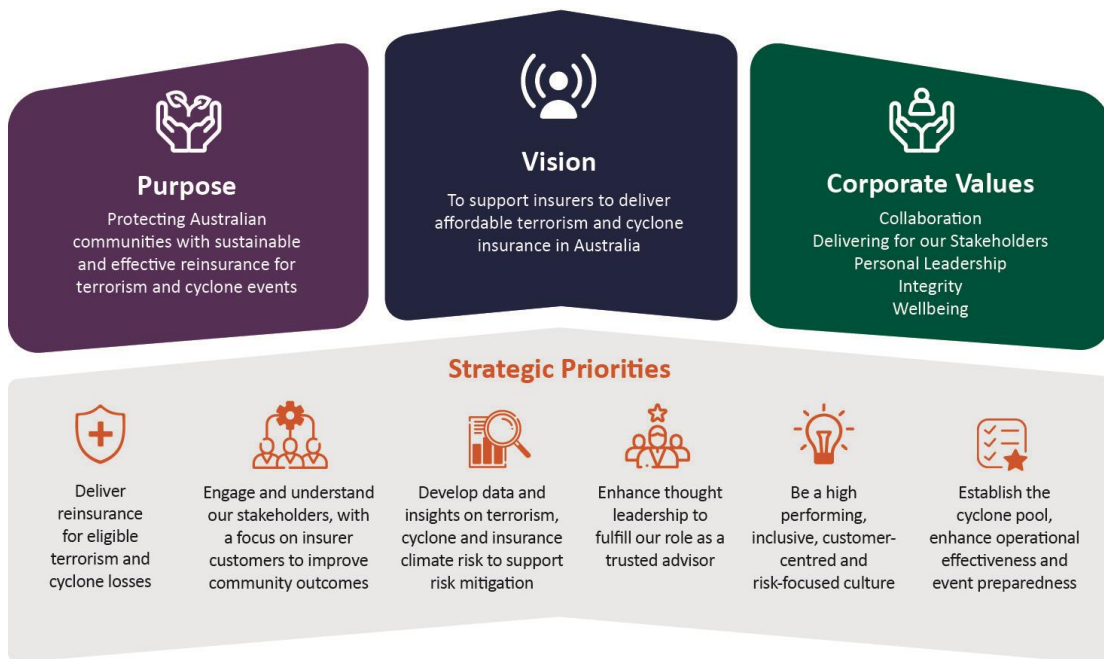 Purpose
Protecting Australian
communities with sustainable
and effective reinsurance for
terrorism and cyclone events
Vision
To support insurers to deliver
affordable terrorism and cyclone
insurance in Australia
Corporate Values
Collaboration
Delivering for our Stakeholders
Personal Leadership
Integrity
Wellbeing
Strategic Priorities
Deliver
reinsurance
for eligible
terrorism and
cyclone losses
Engage and understand
our stakeholders, with
a focus on insurer
customers to improve
community outcomes
Develop data and
insights on terrorism,
cyclone and insurance
climate risk to support
risk mitigation
Enhance thought
leadership to
fulfill our role as a
trusted advisor
Be a high
performing,
inclusive, customer-
centred and
risk-focused culture
Establish the
cyclone pool,
enhance operational
effectiveness and
event preparedness